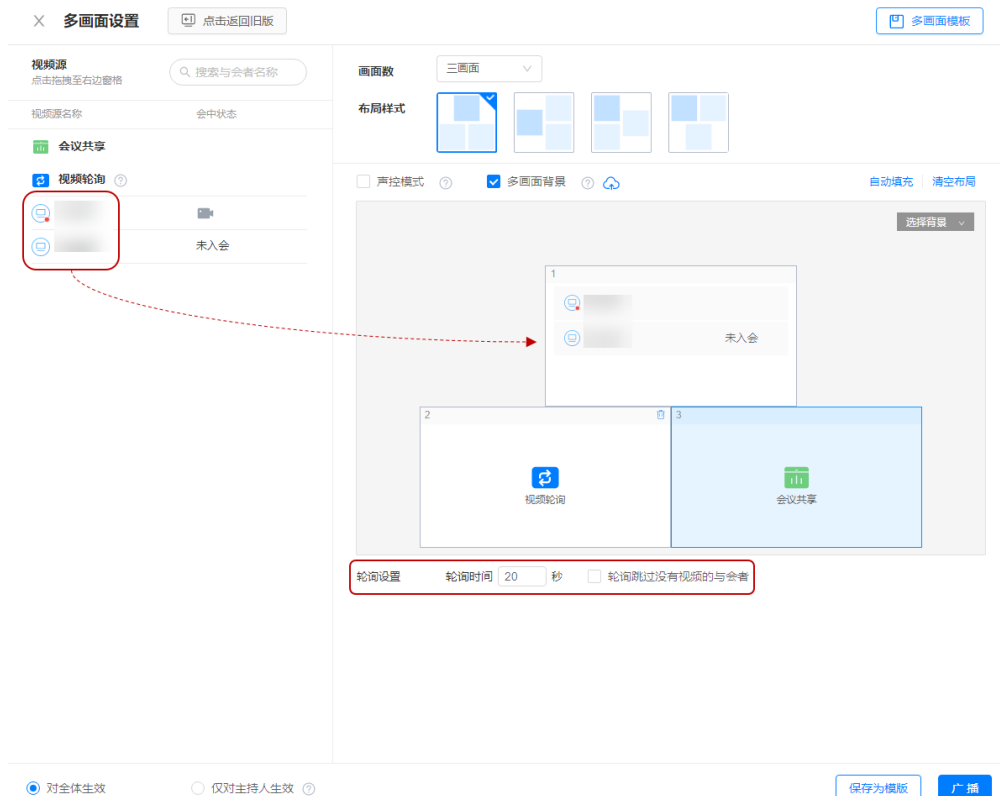 多画面设置
点击返回旧版
多画面模板
视频源
点击拖拽至右边窗格
搜索与会者名称
视频源名称 会中状态
会议共享
视频轮询
未入会
画面数 三画面
布局样式
声控模式 多画面背景 自动填充 清空布局
选择背景
1
未入会
2 3
视频轮询 会议共享
轮询设置 轮询时间 20 秒 轮询跳过没有视频的与会者
对全体生效 仅对主持人生效 保存为模版 广 播